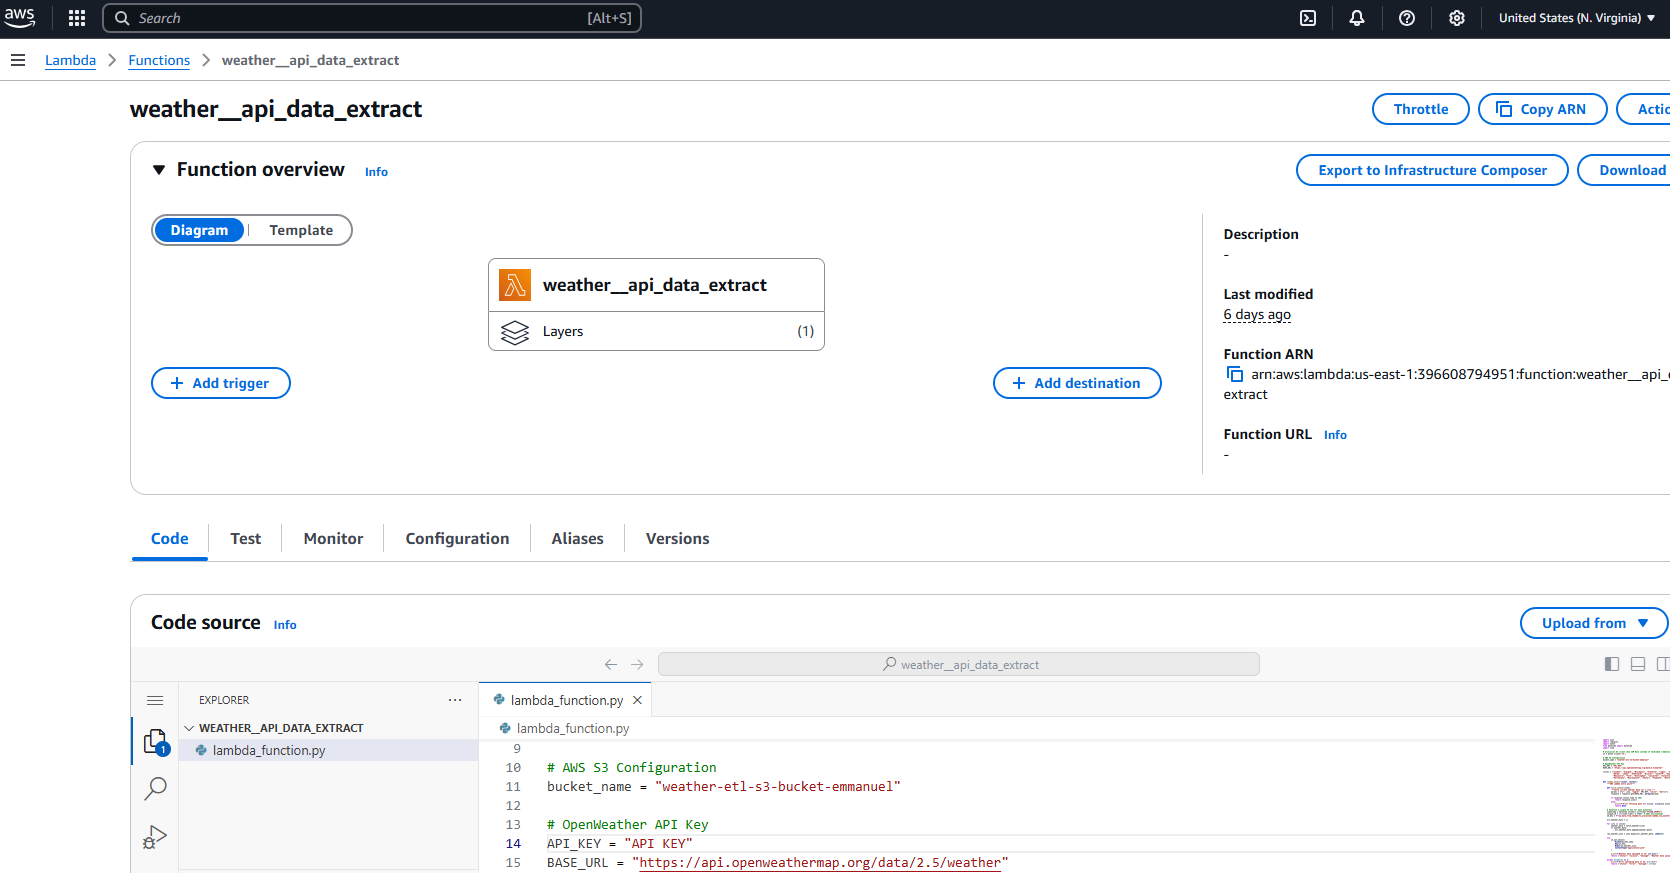 aws
Search [Alt+S]
United States (N. Virginia)
Lambda > Functions > weather__api_data_extract
weather__api_data_extract
Throttle
Copy ARN
Function overview Info
Export to Infrastructure Composer
Download
Diagram | Template
weather__api_data_extract
Layers (1)
+ Add trigger
+ Add destination
Description
-
Last modified
6 days ago
Function ARN
arn:aws:lambda:us-east-1:396608794951:function:weather__api_
extract
Function URL Info
-
Code
Test
Monitor
Configuration
Aliases
Versions
Code source Info
Upload from
weather__api_data_extract
EXPLORER ...
WEATHER__API_DATA_EXTRACT
1
lambda_function.py
lambda_function.py ×
lambda_function.py
9
10 # AWS S3 Configuration
11 bucket_name = "weather-etl-s3-bucket-emmanuel"
12
13 # OpenWeather API Key
14 API_KEY = "API KEY"
15 BASE_URL = "https://api.openweathermap.org/data/2.5/weather"